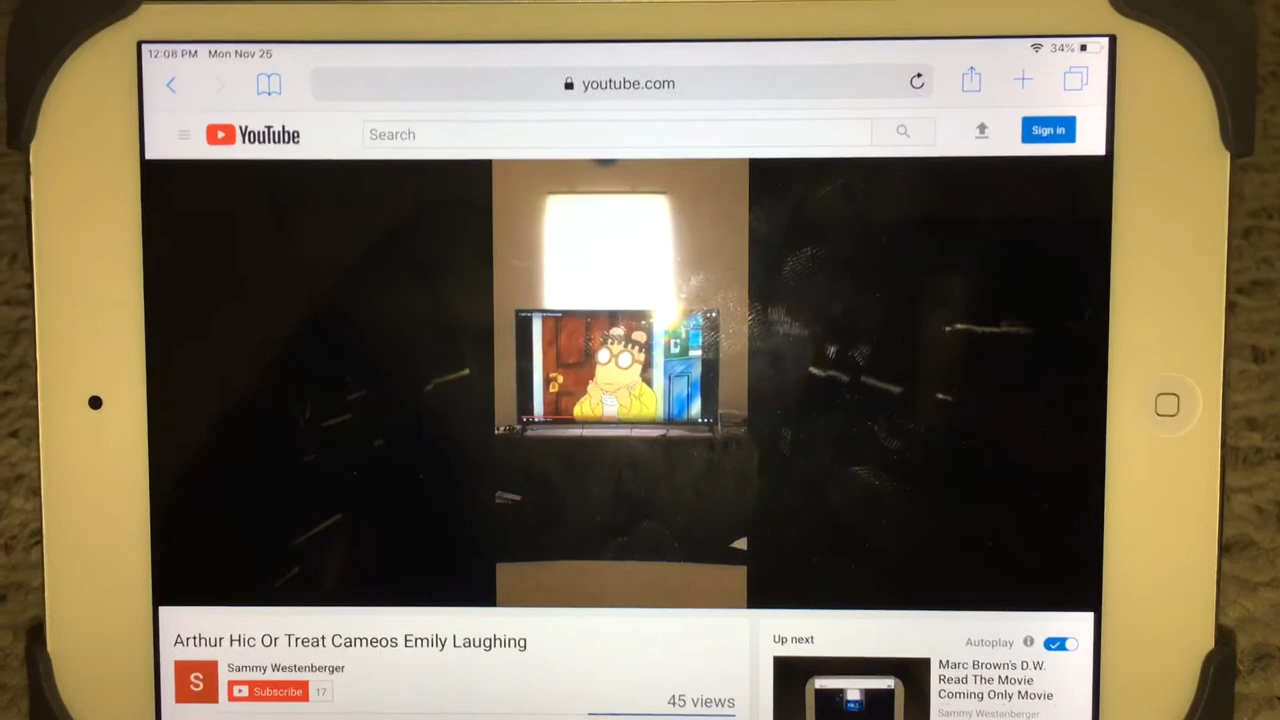 12:08 PM Mon Nov 25
34%
youtube.com
YouTube
Search
Sign in
Arthur Hic Or Treat Cameos Emily Laughing
S
Sammy Westenberger
Subscribe 17
45 views
Up next
Autoplay
Marc Brown's D.W.
Read The Movie
Coming Only Movie
Sammy Westenberger